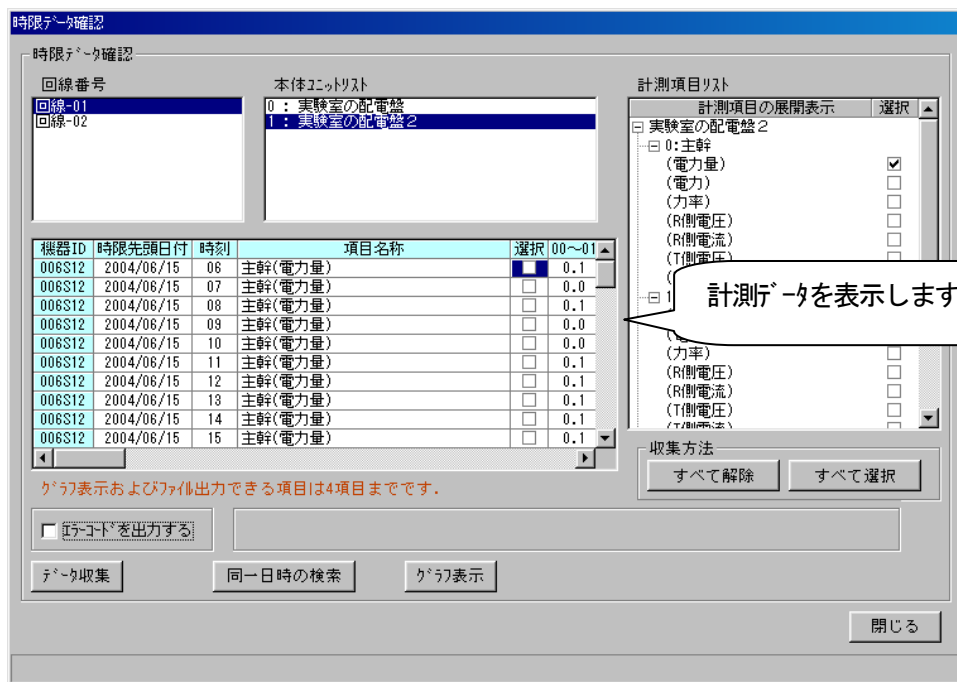 時限ﾃﾞｰﾀ確認
時限ﾃﾞｰﾀ確認
回線番号
回線-01
回線-02
本体ﾕﾆｯﾄﾘｽﾄ
0 : 実験室の配電盤
1 : 実験室の配電盤２
計測項目ﾘｽﾄ
計測項目の展開表示 選択
実験室の配電盤２
0:主幹
(電力量)
(電力)
(力率)
(R側電圧)
(R側電流)
(T側電圧)
(
1
(力率)
(R側電圧)
(R側電流)
(T側電圧)
(T側電流)
計測ﾃﾞｰﾀを表示します
機器ID 時限先頭日付 時刻 項目名称 選択 00～01
006S12 2004/06/15 06 主幹(電力量) 0.1
006S12 2004/06/15 07 主幹(電力量) 0.0
006S12 2004/06/15 08 主幹(電力量) 0.1
006S12 2004/06/15 09 主幹(電力量) 0.0
006S12 2004/06/15 10 主幹(電力量) 0.0
006S12 2004/06/15 11 主幹(電力量) 0.1
006S12 2004/06/15 12 主幹(電力量) 0.1
006S12 2004/06/15 13 主幹(電力量) 0.1
006S12 2004/06/15 14 主幹(電力量) 0.1
006S12 2004/06/15 15 主幹(電力量) 0.1
収集方法
すべて解除 すべて選択
ｸﾞﾗﾌ表示およびﾌｧｲﾙ出力できる項目は4項目までです.
ｴﾗｰｺｰﾄﾞを出力する
ﾃﾞｰﾀ収集 同一日時の検索 ｸﾞﾗﾌ表示
閉じる